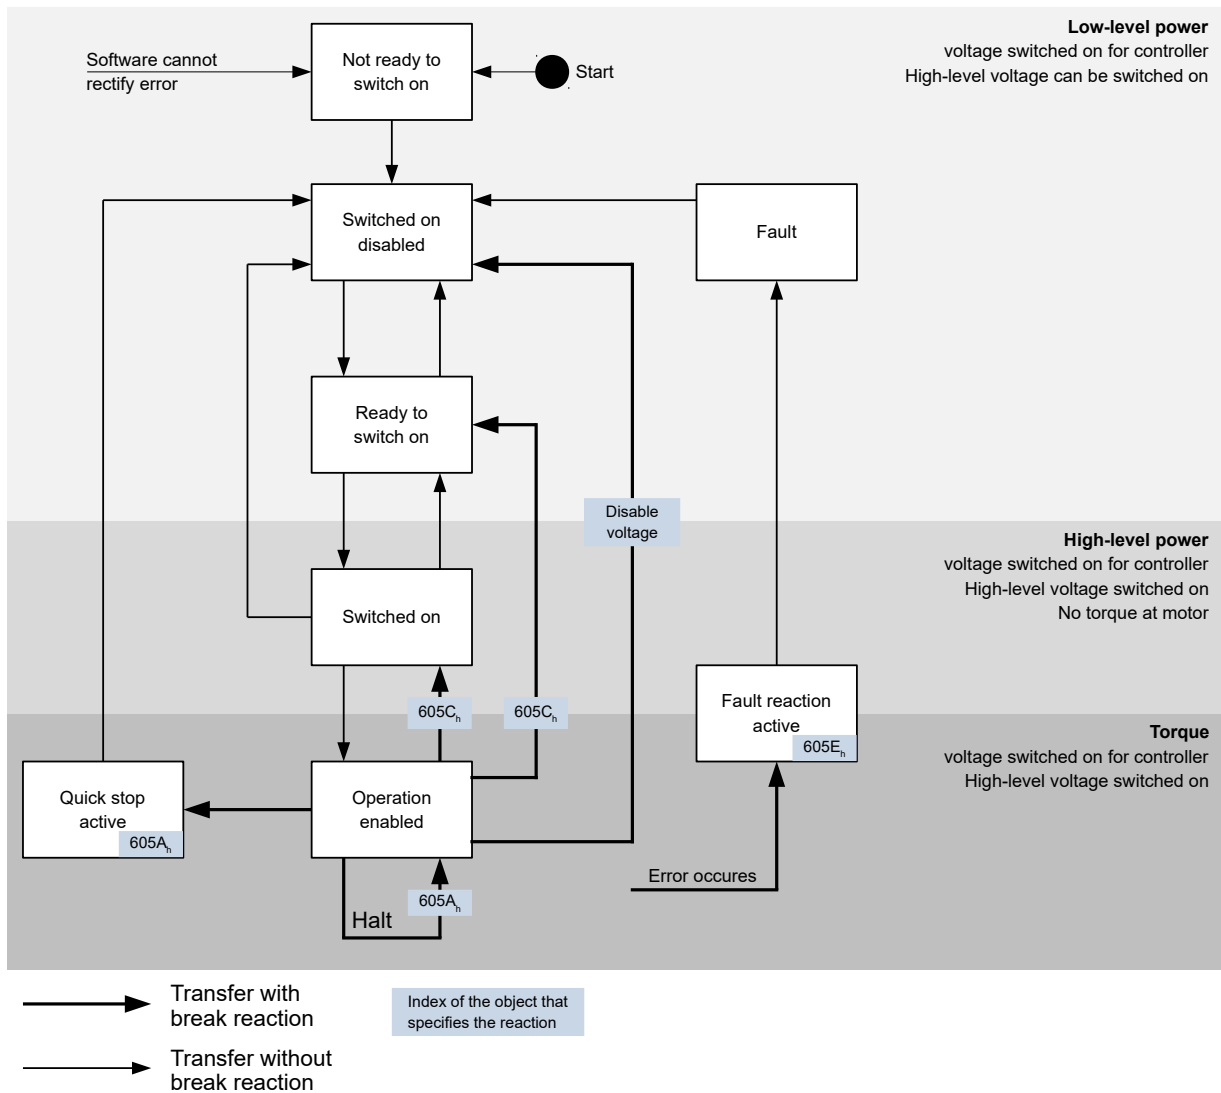 Low-level power
voltage switched on for controller
High-level voltage can be switched on
Software cannot
rectify error
Not ready to
switch on
Start
Switched on
disabled
Fault
Ready to
switch on
Disable
voltage
High-level power
voltage switched on for controller
High-level voltage switched on
No torque at motor
Switched on
605Ch
605Ch
Fault reaction
active
605Eh
Torque
voltage switched on for controller
High-level voltage switched on
Quick stop
active
605Ah
Operation
enabled
Error occures
605Ah
Halt
Transfer with
break reaction
Index of the object that
specifies the reaction
Transfer without
break reaction